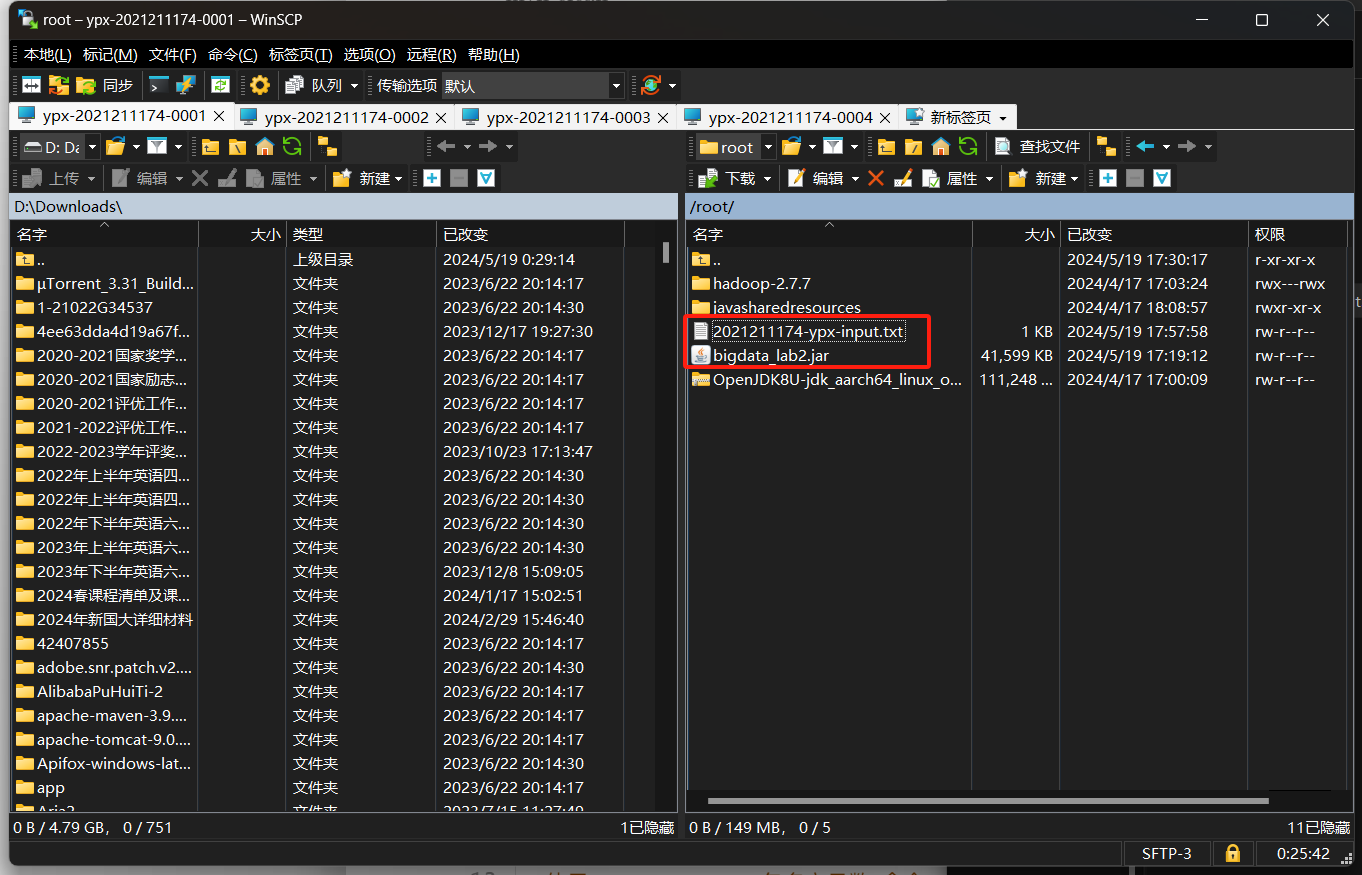 root – ypx-2021211174-0001 – WinSCP
本地(L) 标记(M) 文件(F) 命令(C) 标签页(T) 选项(O) 远程(R) 帮助(H)
同步 队列 传输选项 默认
ypx-2021211174-0001 ypx-2021211174-0002 ypx-2021211174-0003 ypx-2021211174-0004 新标签页
D: Da root 查找文件
上传 编辑 属性 新建 下载 编辑 属性 新建
D:\Downloads\ /root/
名字 大小 类型 已改变 名字 大小 已改变 权限
.. 上级目录 2024/5/19 0:29:14 .. 2024/5/19 17:30:17 r-xr-xr-x
µTorrent_3.31_Build... 文件夹 2023/6/22 20:14:17 hadoop-2.7.7 2024/4/17 17:03:24 rwx---rwx
1-21022G34537 文件夹 2023/6/22 20:14:30 javasharedresources 2024/4/17 18:08:57 rwxr-xr-x
4ee63dda4d19a67f... 文件夹 2023/12/17 19:27:30 2021211174-ypx-input.txt 1 KB 2024/5/19 17:57:58 rw-r--r--
2020-2021国家奖学... 文件夹 2023/6/22 20:14:17 bigdata_lab2.jar 41,599 KB 2024/5/19 17:19:12 rw-r--r--
2020-2021国家励志... 文件夹 2023/6/22 20:14:17 OpenJDK8U-jdk_aarch64_linux_o... 111,248 ... 2024/4/17 17:00:09 rw-r--r--
2020-2021评优工作... 文件夹 2023/6/22 20:14:17
2021-2022评优工作... 文件夹 2023/6/22 20:14:17
2022-2023学年评奖... 文件夹 2023/10/23 17:13:47
2022年上半年英语四... 文件夹 2023/6/22 20:14:30
2022年上半年英语四... 文件夹 2023/6/22 20:14:30
2022年下半年英语六... 文件夹 2023/6/22 20:14:30
2023年上半年英语六... 文件夹 2023/6/22 20:14:30
2023年下半年英语六... 文件夹 2023/12/8 15:09:05
2024春课程清单及课... 文件夹 2024/1/17 15:02:51
2024年新国大详细材料 文件夹 2024/2/29 15:46:40
42407855 文件夹 2023/6/22 20:14:17
adobe.snr.patch.v2.... 文件夹 2023/6/22 20:14:30
AlibabaPuHuiTi-2 文件夹 2023/6/22 20:14:17
apache-maven-3.9.... 文件夹 2023/6/22 20:14:17
apache-tomcat-9.0.... 文件夹 2023/6/22 20:14:17
Apifox-windows-lat... 文件夹 2023/6/22 20:14:30
app 文件夹 2023/6/22 20:14:17
Aria2 文件夹 2023/7/15 11:27:49
0 B / 4.79 GB， 0 / 751 1已隐藏 0 B / 149 MB， 0 / 5 11已隐藏
SFTP-3 0:25:42